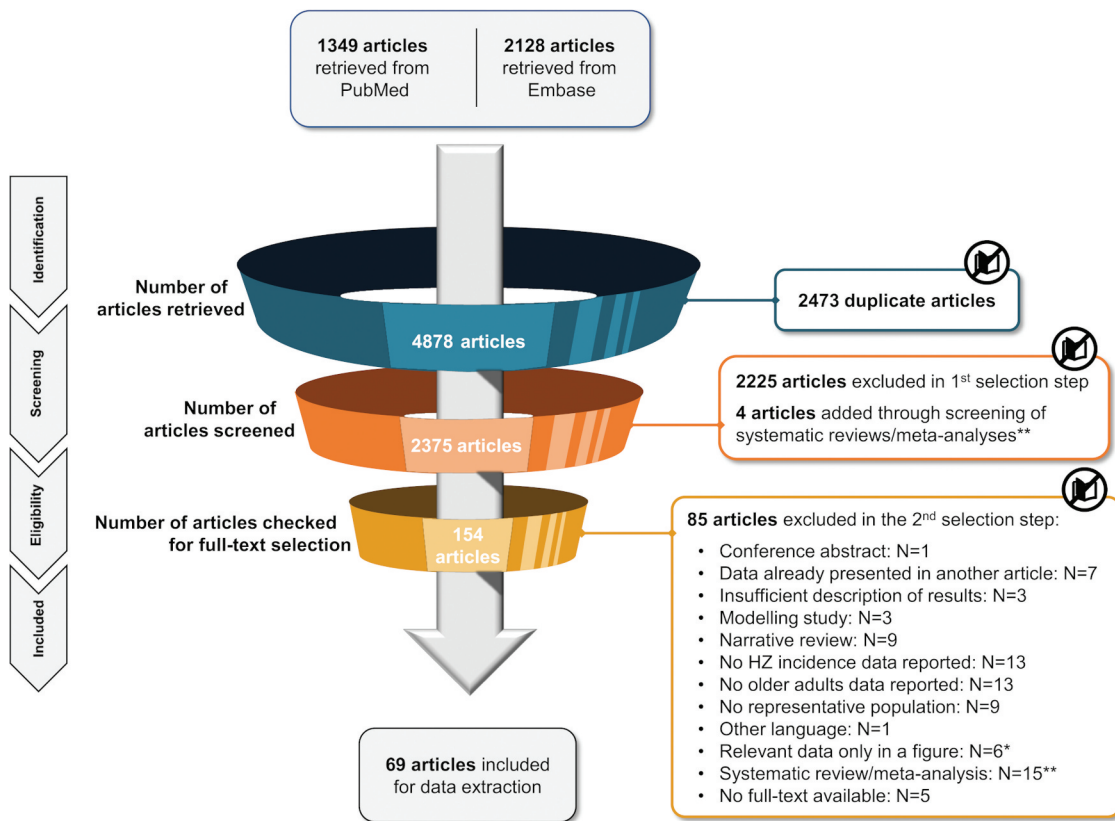 1349 articles
retrieved from
PubMed
2128 articles
retrieved from
Embase
Identification
Screening
Eligibility
Included
Number of
articles retrieved
4878 articles
2473 duplicate articles
Number of
articles screened
2375 articles
2225 articles excluded in 1st selection step
4 articles added through screening of
systematic reviews/meta-analyses**
Number of articles checked
for full-text selection
154
articles
85 articles excluded in the 2nd selection step:
• Conference abstract: N=1
• Data already presented in another article: N=7
• Insufficient description of results: N=3
• Modelling study: N=3
• Narrative review: N=9
• No HZ incidence data reported: N=13
• No older adults data reported: N=13
• No representative population: N=9
• Other language: N=1
• Relevant data only in a figure: N=6*
• Systematic review/meta-analysis: N=15**
• No full-text available: N=5
69 articles included
for data extraction